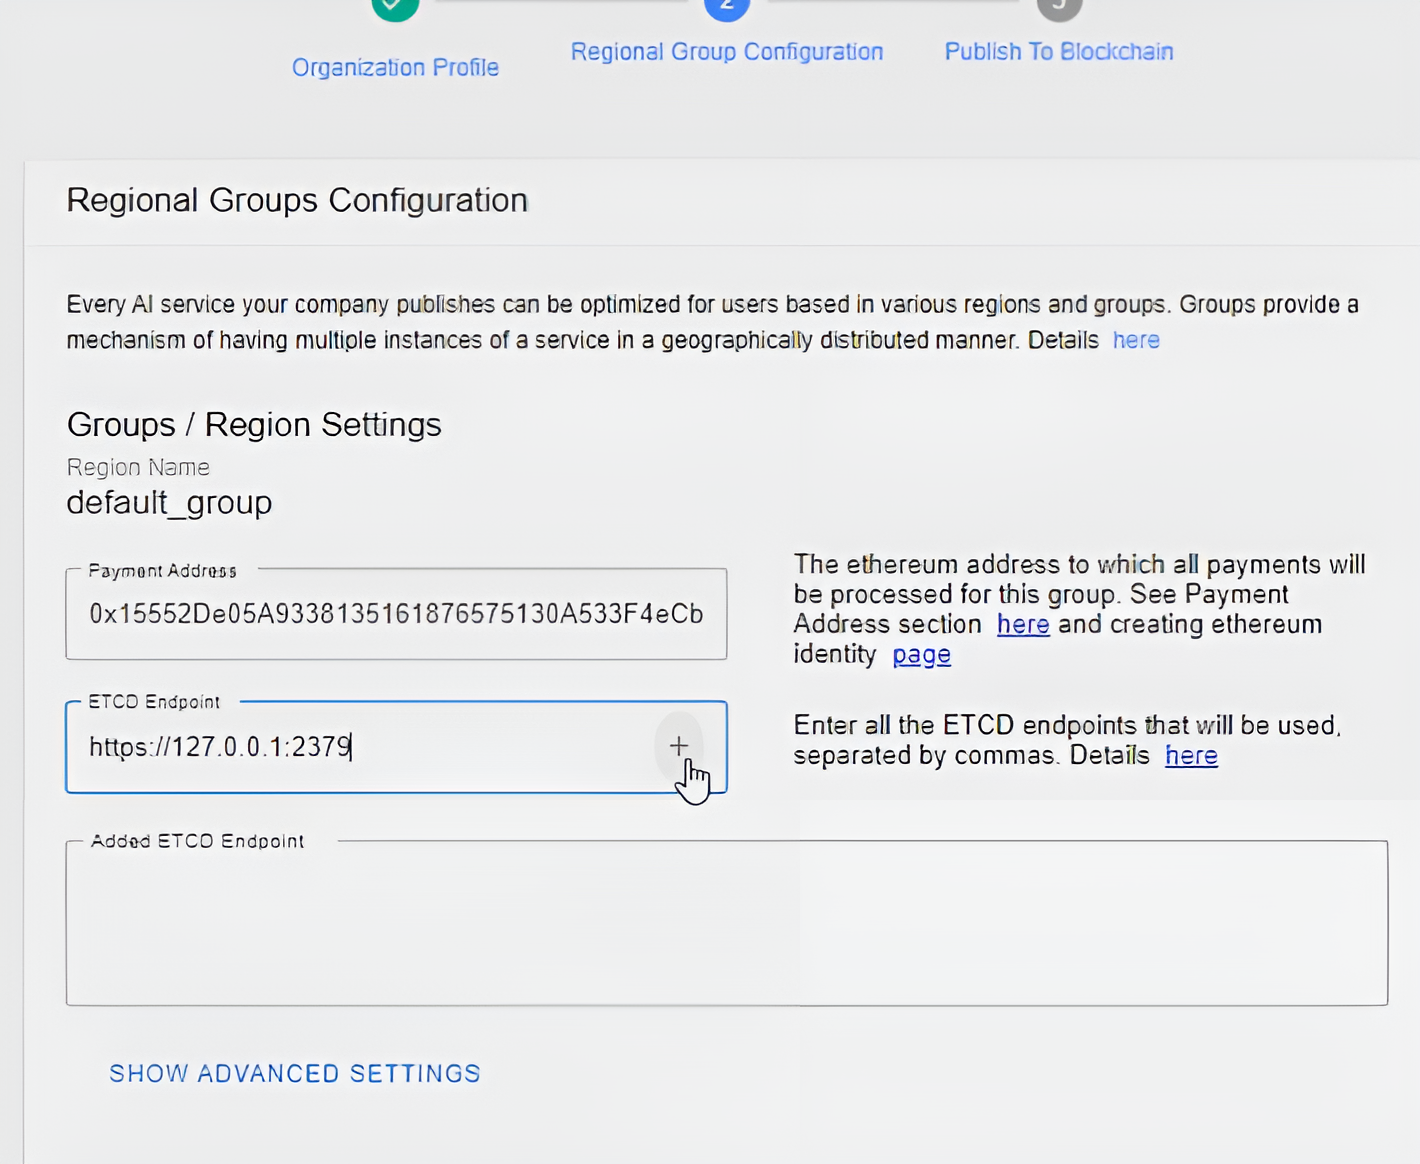 2
Organization Profile
Regional Group Configuration
Publish To Blockchain
Regional Groups Configuration
Every AI service your company publishes can be optimized for users based in various regions and groups. Groups provide a
mechanism of having multiple instances of a service in a geographically distributed manner. Details here
Groups / Region Settings
Region Name
default_group
Payment Address
0x15552De05A9338135161876575130A533F4eCb
The ethereum address to which all payments will
be processed for this group. See Payment
Address section here and creating ethereum
identity page
ETCD Endpoint
https://127.0.0.1:2379
+
Enter all the ETCD endpoints that will be used,
separated by commas. Details here
Added ETCD Endpoint
SHOW ADVANCED SETTINGS